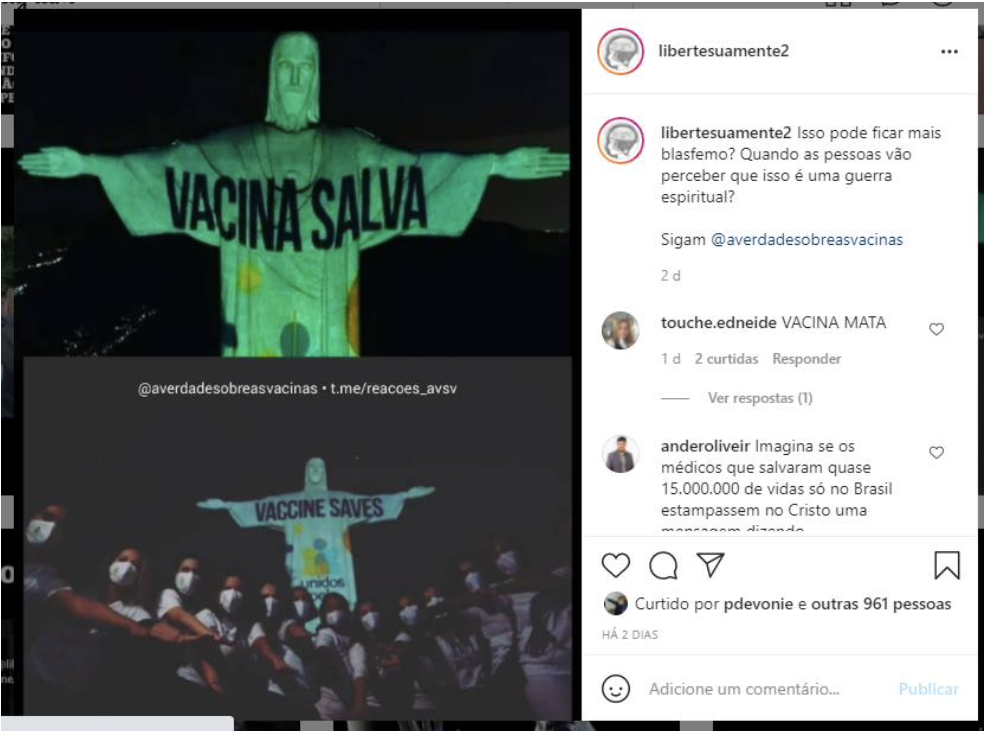 VACINA SALVA
@averdadesobreasvacinas • t.me/reacoes_avsv
VACCINE SAVES
unidos
libertesuamente2
libertesuamente2 Isso pode ficar mais
blasfemo? Quando as pessoas vão
perceber que isso é uma guerra
espiritual?
Sigam @averdadesobreasvacinas
2 d
touche.edneide VACINA MATA
1 d 2 curtidas Responder
Ver respostas (1)
anderoliveir Imagina se os
médicos que salvaram quase
15.000.000 de vidas só no Brasil
estampassem no Cristo uma
mensagem dizendo
Curtido por pdevonie e outras 961 pessoas
HÁ 2 DIAS
Adicione um comentário... Publicar